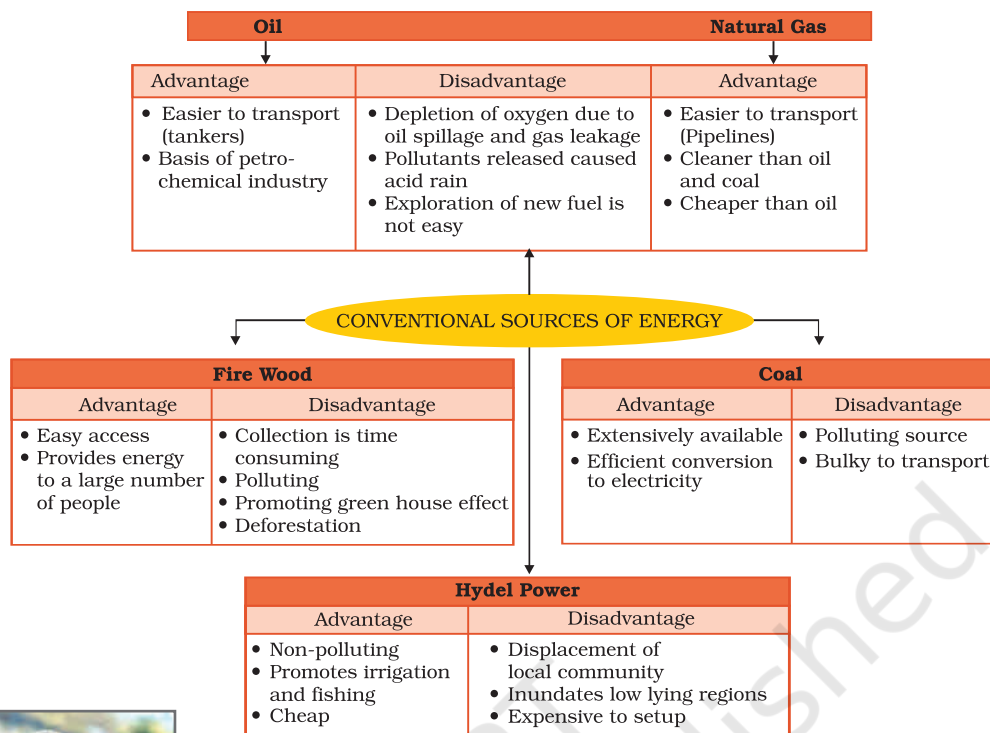 Oil Natural Gas
Advantage Disadvantage Advantage
• Easier to transport
(tankers)
• Basis of petro-
chemical industry
• Depletion of oxygen due to
oil spillage and gas leakage
• Pollutants released caused
acid rain
• Exploration of new fuel is
not easy
• Easier to transport
(Pipelines)
• Cleaner than oil
and coal
• Cheaper than oil
CONVENTIONAL SOURCES OF ENERGY
Fire Wood
Advantage Disadvantage
• Easy access
• Provides energy
to a large number
of people
• Collection is time
consuming
• Polluting
• Promoting green house effect
• Deforestation
Coal
Advantage Disadvantage
• Extensively available
• Efficient conversion
to electricity
• Polluting source
• Bulky to transport
Hydel Power
Advantage Disadvantage
• Non-polluting
• Promotes irrigation
and fishing
• Cheap
• Displacement of
local community
• Inundates low lying regions
• Expensive to setup